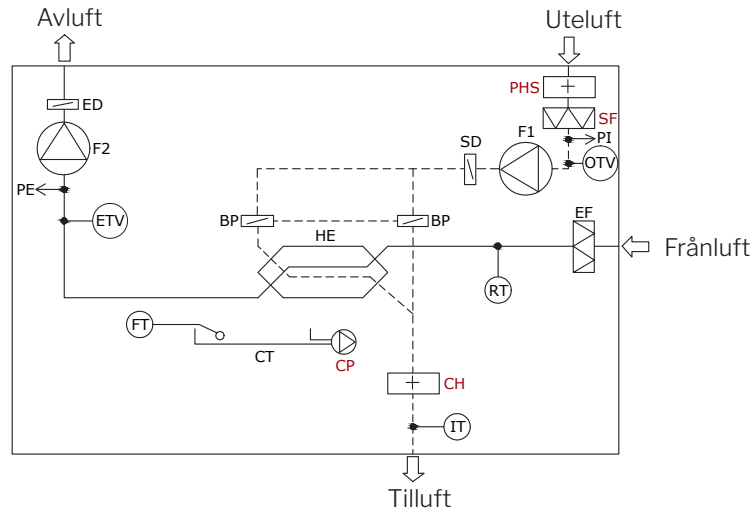 Avluft
Uteluft
PHS
ED
SF
F2
SD
F1
PI
OTV
PE
ETV
BP
BP
EF
HE
Frånluft
RT
FT
CT
CP
CH
IT
Tilluft